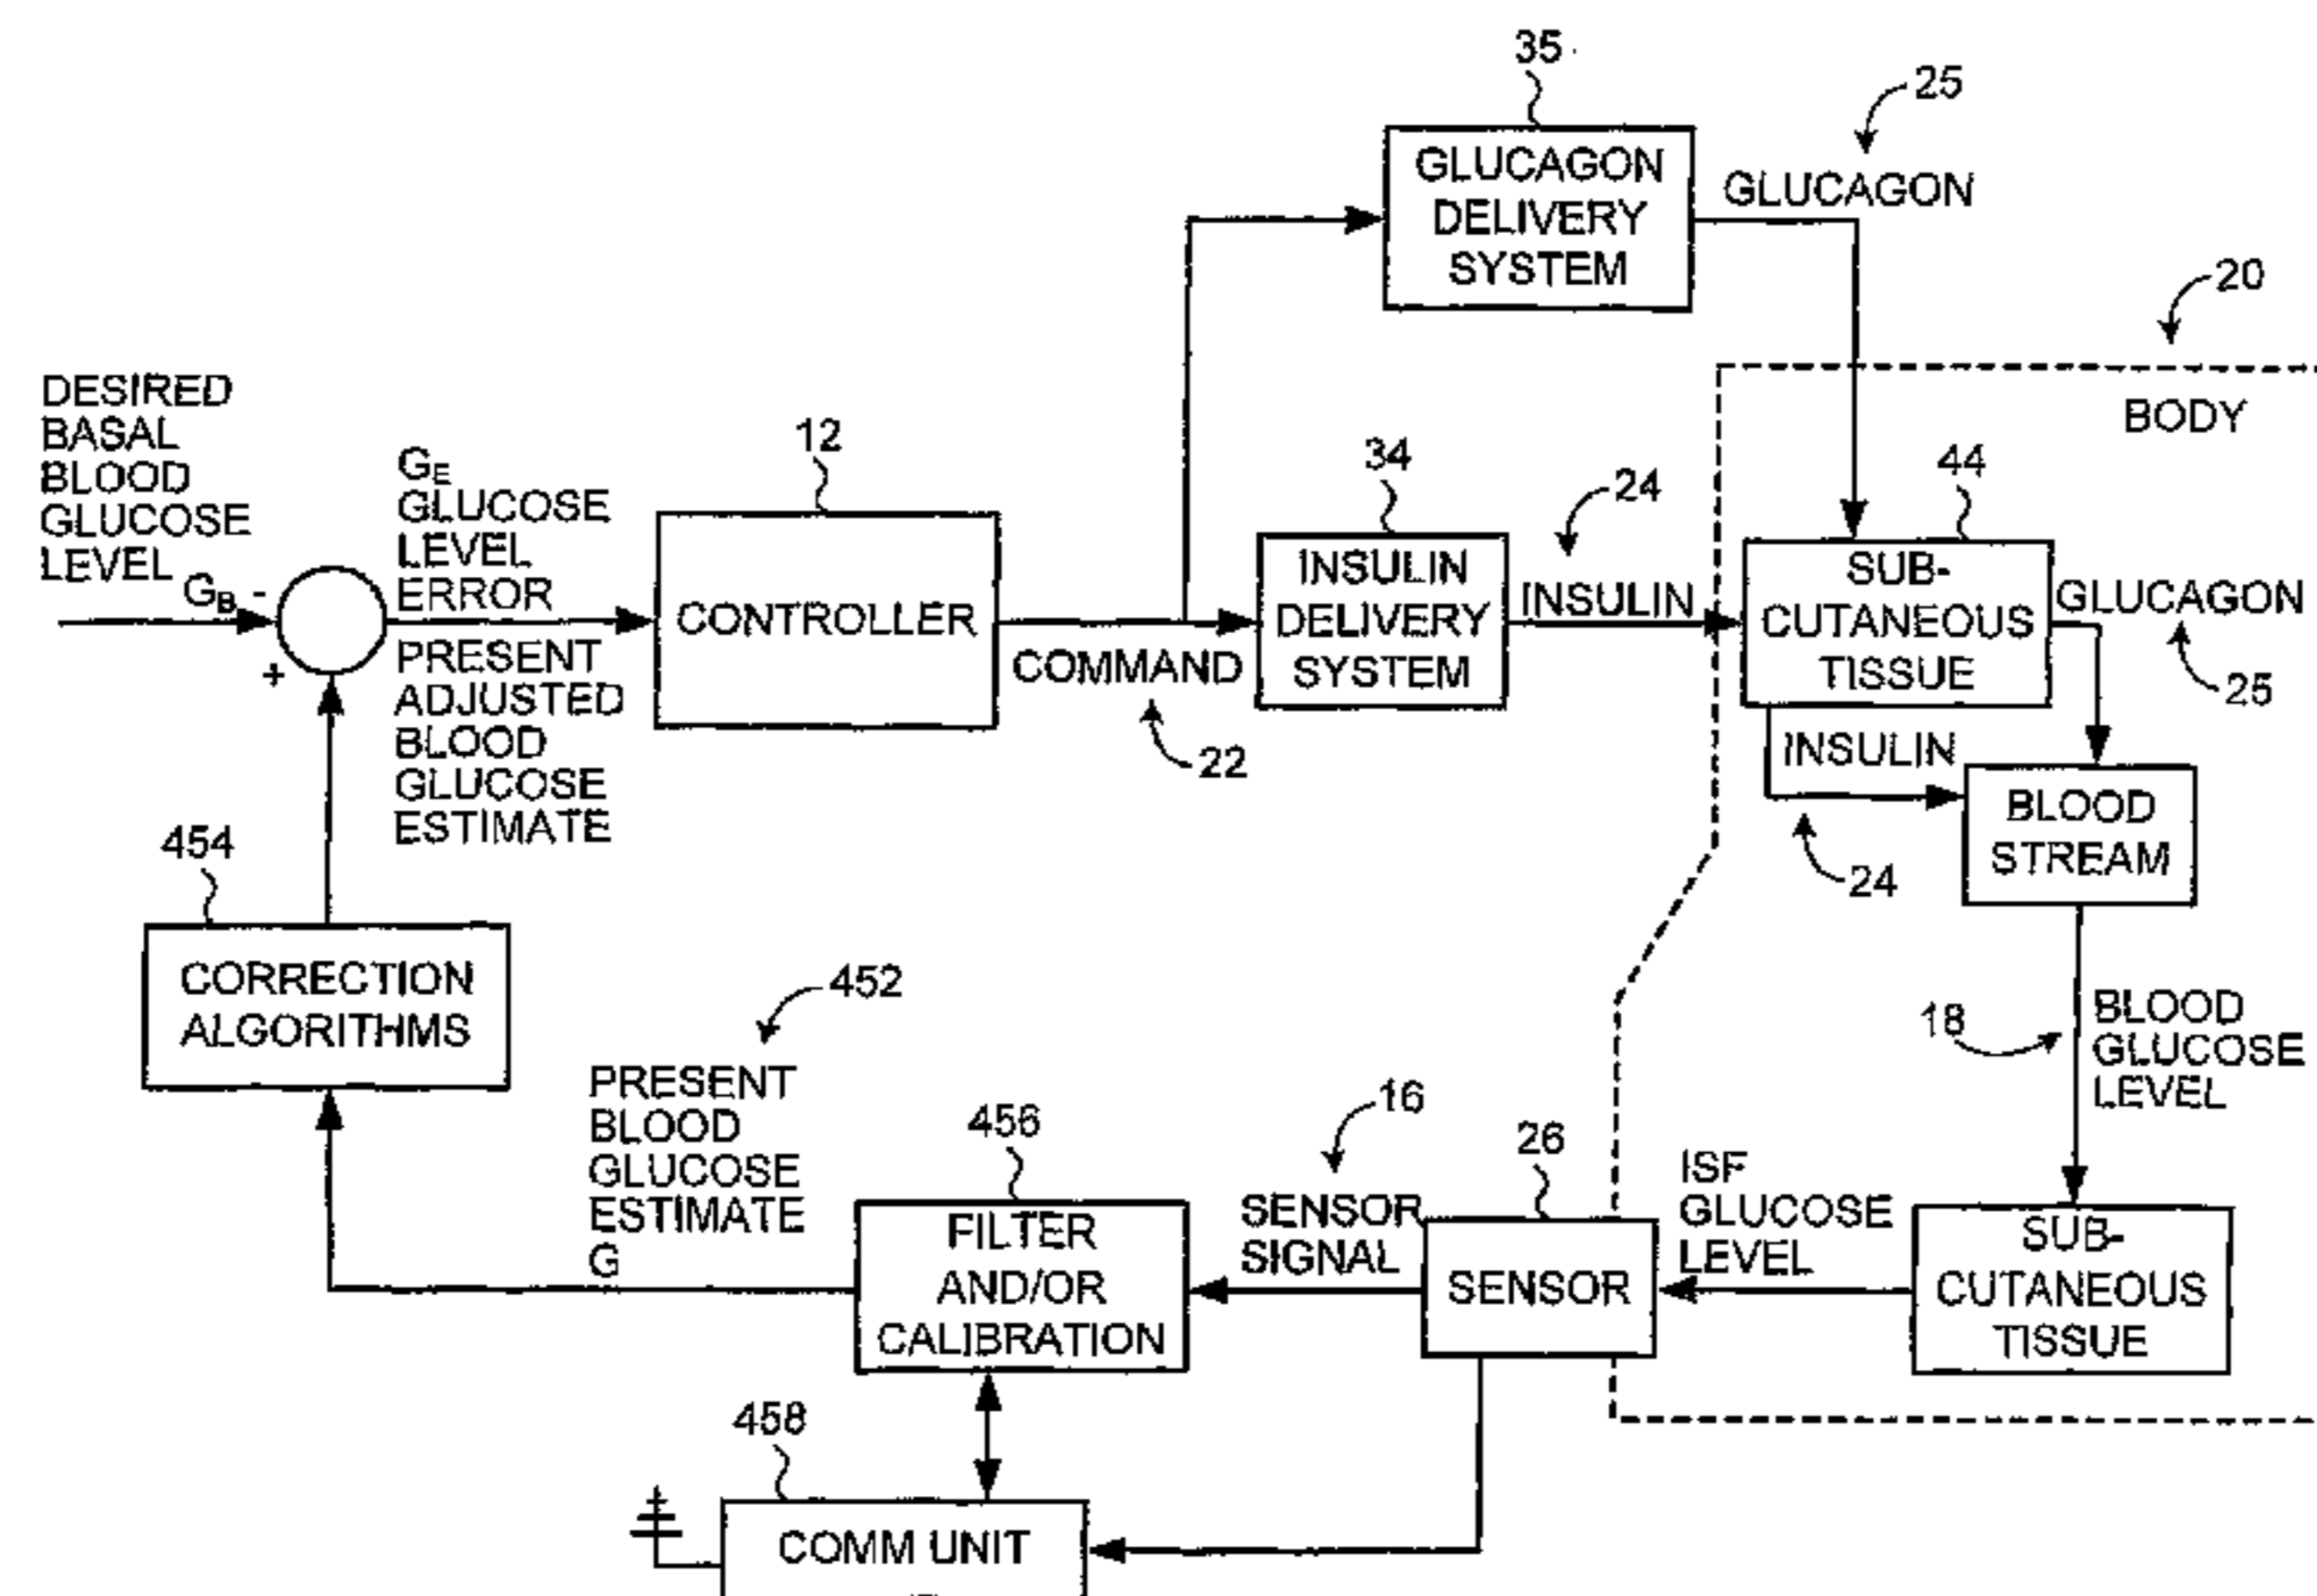 35
25
GLUCAGON
DELIVERY
SYSTEM
GLUCAGON
20
BODY
DESIRED
BASAL
BLOOD
GLUCOSE
LEVEL
GB -
+
GE
GLUCOSE
LEVEL
ERROR
PRESENT
ADJUSTED
BLOOD
GLUCOSE
ESTIMATE
12
CONTROLLER
COMMAND
22
34
INSULIN
DELIVERY
SYSTEM
24
INSULIN
44
SUB-
CUTANEOUS
TISSUE
GLUCAGON
25
INSULIN
24
BLOOD
STREAM
18
BLOOD
GLUCOSE
LEVEL
454
CORRECTION
ALGORITHMS
452
PRESENT
BLOOD
GLUCOSE
ESTIMATE
G
456
FILTER
AND/OR
CALIBRATION
16
SENSOR
SIGNAL
26
SENSOR
ISF
GLUCOSE
LEVEL
SUB-
CUTANEOUS
TISSUE
458
COMM UNIT